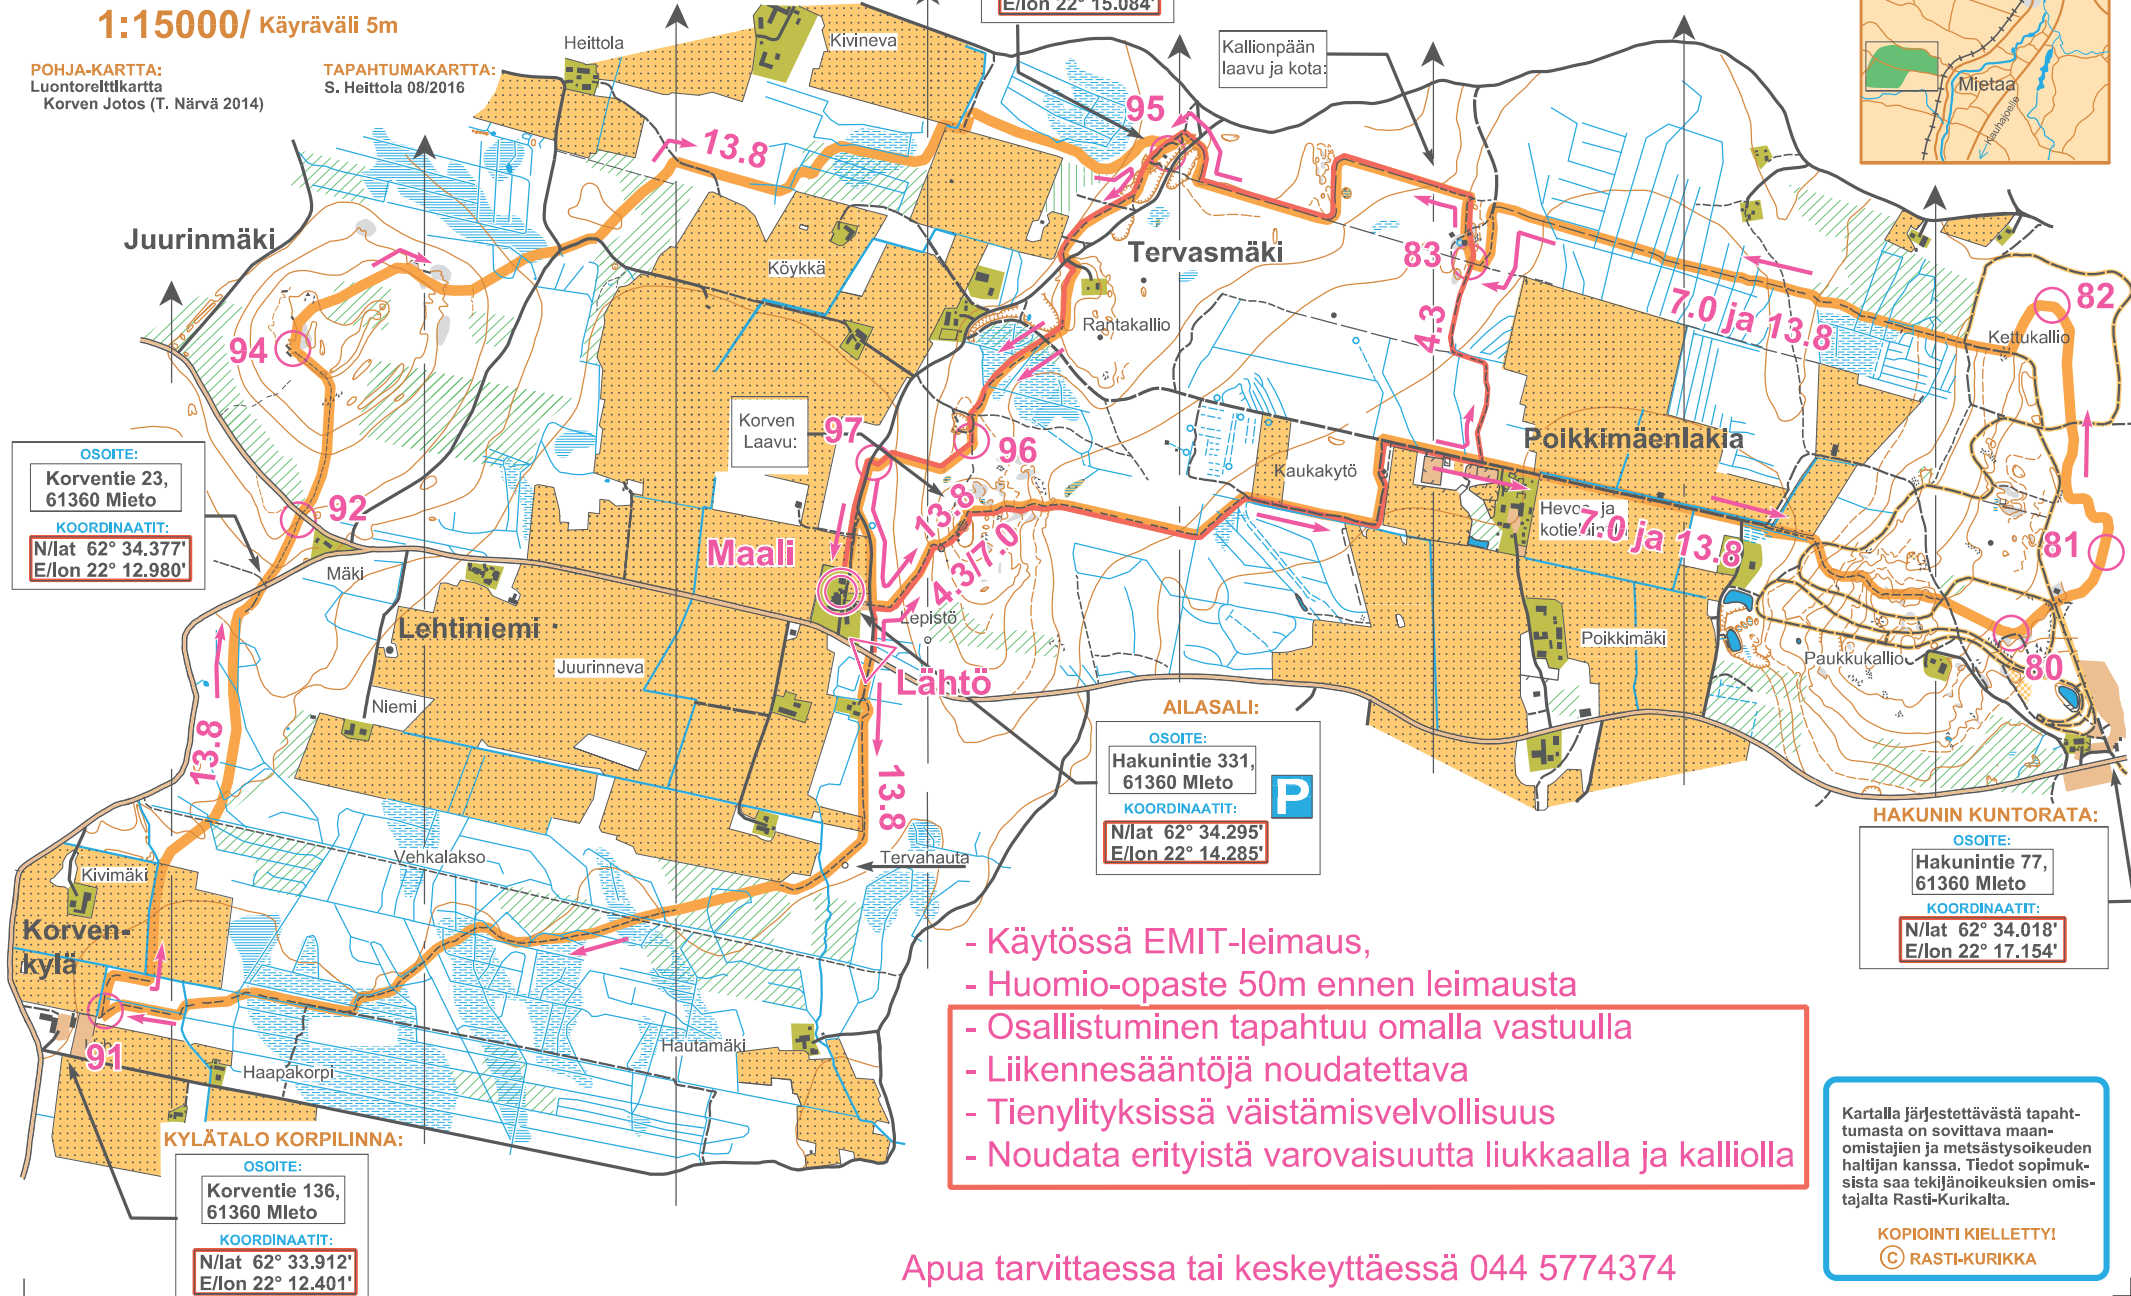 1:15000/ Käyräväli 5m
POHJA-KARTTA:
Luontoreittikartta
Korven Jotos (T. Närvä 2014)
TAPAHTUMAKARTTA:
S. Heittola 08/2016
E/lon 22° 15.084'
Kallionpään
laavu ja kota:
Mietaa
Kauhajoelle
Heittola
Kivineva
95
13.8
Juurinmäki
Köykkä
Tervasmäki
83
82
7.0 ja 13.8
Kettukallio
94
Rantakallio
4.3
Korven
Laavu:
97
96
Poikkimäenlakia
Kaukakytö
OSOITE:
Korventie 23,
61360 Mieto
KOORDINAATIT:
N/lat 62° 34.377'
E/lon 22° 12.980'
92
13.8
4.3/7.0
Hevos- ja
7.0 ja 13.8
81
Maali
Mäki
Lehtiniemi
Lepistö
Juurinneva
Poikkimäki
Paukkukallio
80
Lähtö
Niemi
13.8
13.8
AILASALI:
OSOITE:
Hakunintie 331,
61360 Mieto
P
KOORDINAATIT:
N/lat 62° 34.295'
E/lon 22° 14.285'
HAKUNIN KUNTORATA:
OSOITE:
Hakunintie 77,
61360 Mieto
KOORDINAATIT:
N/lat 62° 34.018'
E/lon 22° 17.154'
Vehkalakso
Tervahauta
Kivimäki
Korven-
kylä
91
Haapakorpi
Hautamäki
- Käytössä EMIT-leimaus,
- Huomio-opaste 50m ennen leimausta
- Osallistuminen tapahtuu omalla vastuulla
- Liikennesääntöjä noudatettava
- Tienylityksissä väistämisvelvollisuus
- Noudata erityistä varovaisuutta liukkaalla ja kalliolla
KYLÄTALO KORPILINNA:
OSOITE:
Korventie 136,
61360 Mieto
KOORDINAATIT:
N/lat 62° 33.912'
E/lon 22° 12.401'
Apua tarvittaessa tai keskeyttäessä 044 5774374
Kartalla järjestettävästä tapaht-
tumasta on sovittava maan-
omistajien ja metsästysoikeuden
haltijan kanssa. Tiedot sopimuk-
sista saa tekijänoikeuksien omis-
tajalta Rasti-Kurikalta.
KOPIOINTI KIELLETTY!
© RASTI-KURIKKA